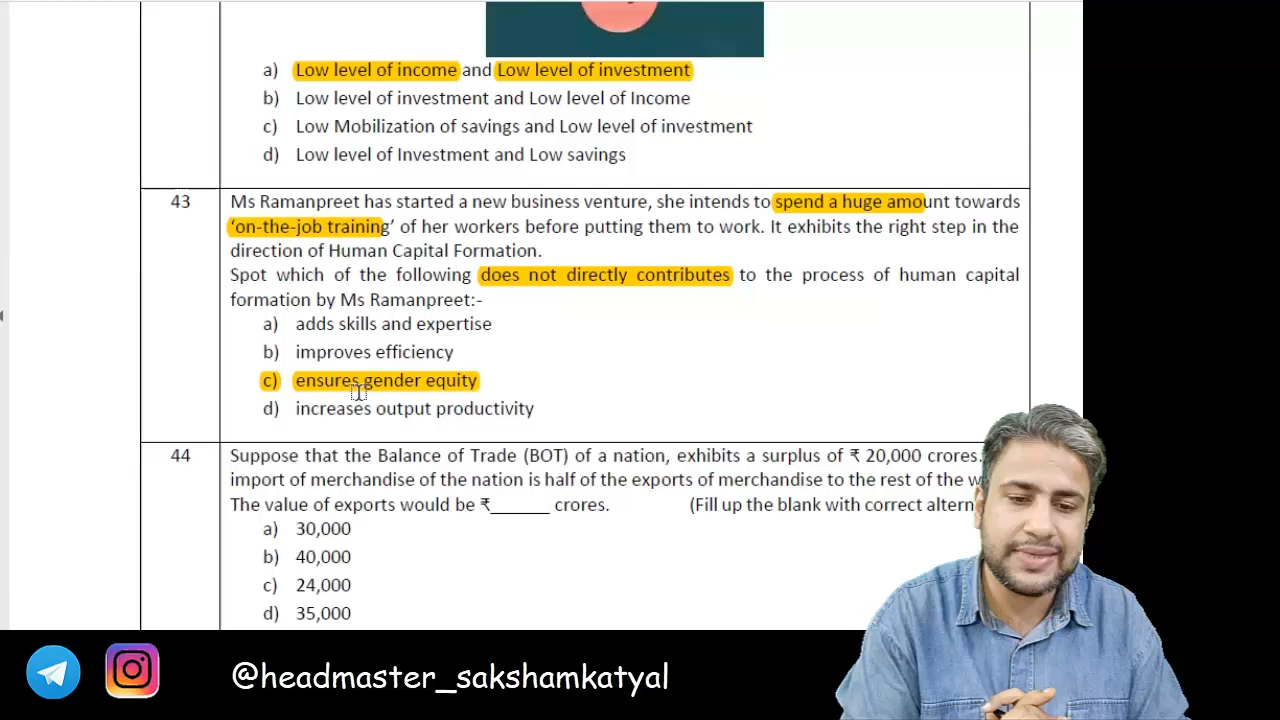 a) Low level of income and Low level of investment
b) Low level of investment and Low level of Income
c) Low Mobilization of savings and Low level of investment
d) Low level of Investment and Low savings
43 Ms Ramanpreet has started a new business venture, she intends to spend a huge amount towards
‘on-the-job training’ of her workers before putting them to work. It exhibits the right step in the
direction of Human Capital Formation.
Spot which of the following does not directly contributes to the process of human capital
formation by Ms Ramanpreet:-
a) adds skills and expertise
b) improves efficiency
c) ensures gender equity
d) increases output productivity
44 Suppose that the Balance of Trade (BOT) of a nation, exhibits a surplus of ₹ 20,000 crores.
import of merchandise of the nation is half of the exports of merchandise to the rest of the
The value of exports would be ₹______ crores. (Fill up the blank with correct
a) 30,000
b) 40,000
c) 24,000
d) 35,000
@headmaster_sakshamkatyal